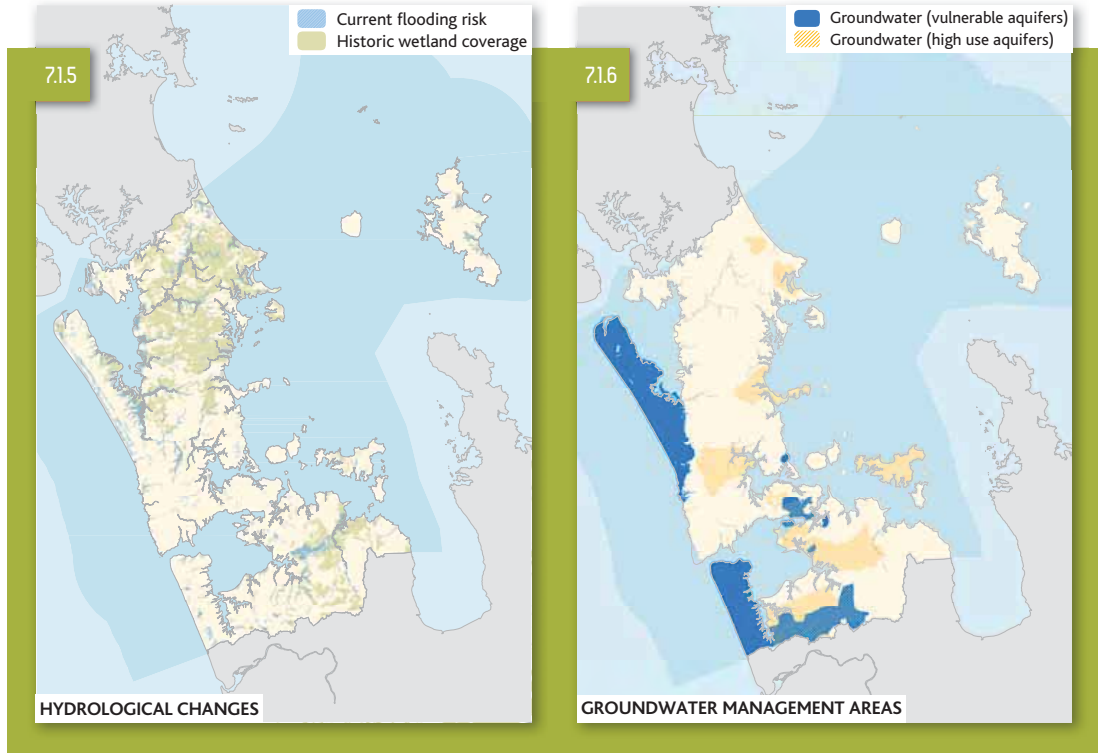 Current flooding risk
Historic wetland coverage
7.1.5
HYDROLOGICAL CHANGES
Groundwater (vulnerable aquifers)
Groundwater (high use aquifers)
7.1.6
GROUNDWATER MANAGEMENT AREAS